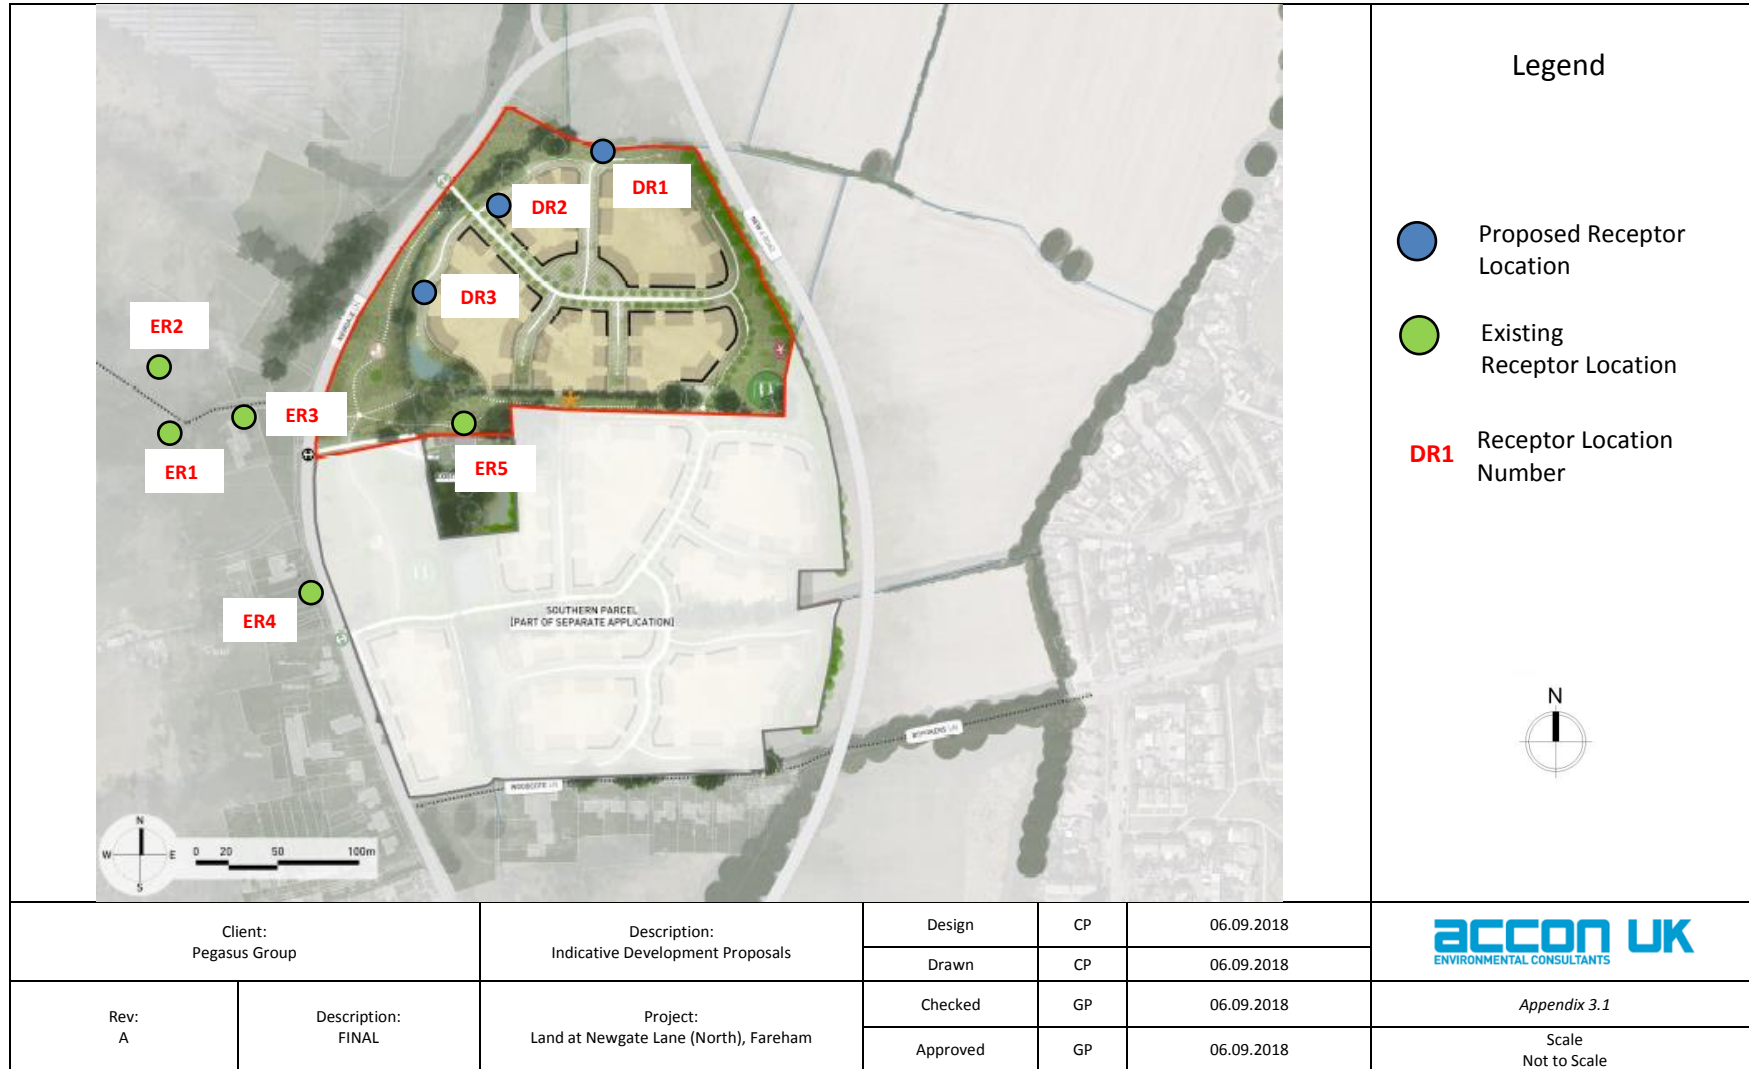 Legend
Proposed Receptor
Location
Existing
Receptor Location
DR1
Receptor Location
Number
N
DR1
DR2
DR3
ER2
ER3
ER1
ER5
ER4
NEWGATE LN
SOUTHERN PARCEL
[PART OF SEPARATE APPLICATION]
WOODCOTE LN
N
W
E
S
0 20 50 100m
Client:
Pegasus Group
Description:
Indicative Development Proposals
Design CP 06.09.2018
Drawn CP 06.09.2018
accon UK
ENVIRONMENTAL CONSULTANTS
Rev:
A
Description:
FINAL
Project:
Land at Newgate Lane (North), Fareham
Checked GP 06.09.2018
Approved GP 06.09.2018
Appendix 3.1
Scale
Not to Scale